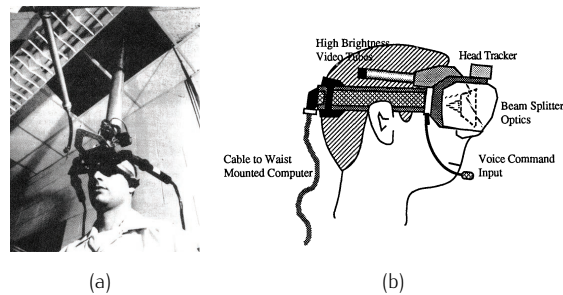 High Brightness
Video Tubes
Head Tracker
Beam Splitter
Optics
Cable to Waist
Mounted Computer
Voice Command
Input
(a)
(b)